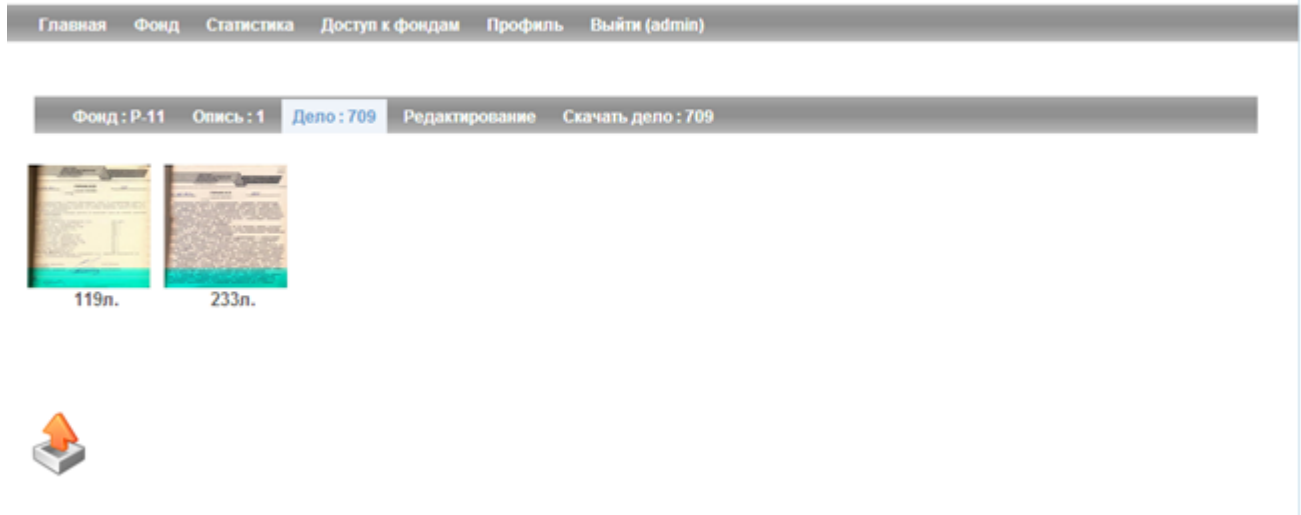 Главная Фонд Статистика Доступ к фондам Профиль Выйти (admin)
Фонд : Р-11 Опись : 1 Дело : 709 Редактирование Скачать дело : 709
119л. 233л.